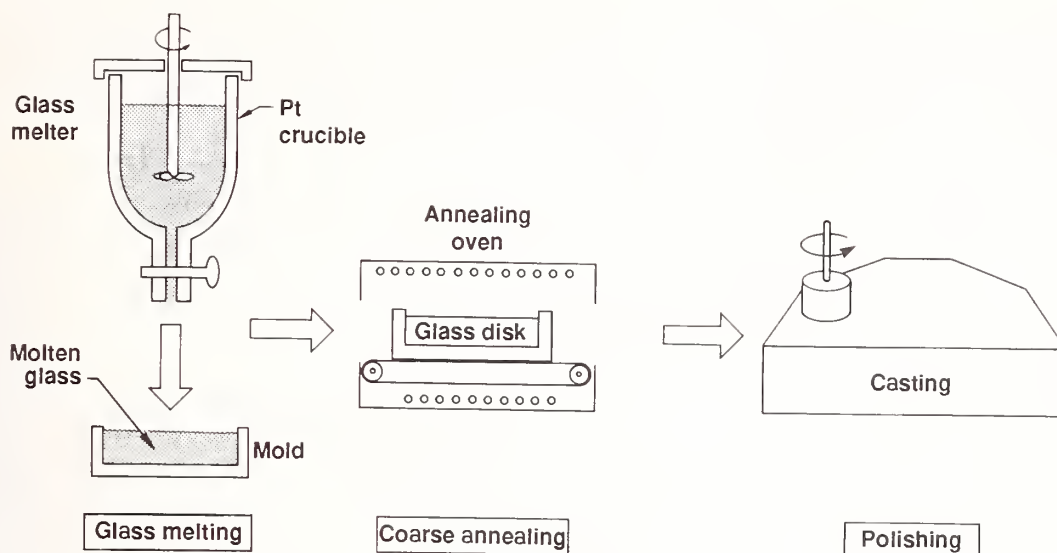 Glass
melter
Pt
crucible
Molten
glass
Mold
Glass melting
Annealing
oven
Glass disk
Coarse annealing
Casting
Polishing